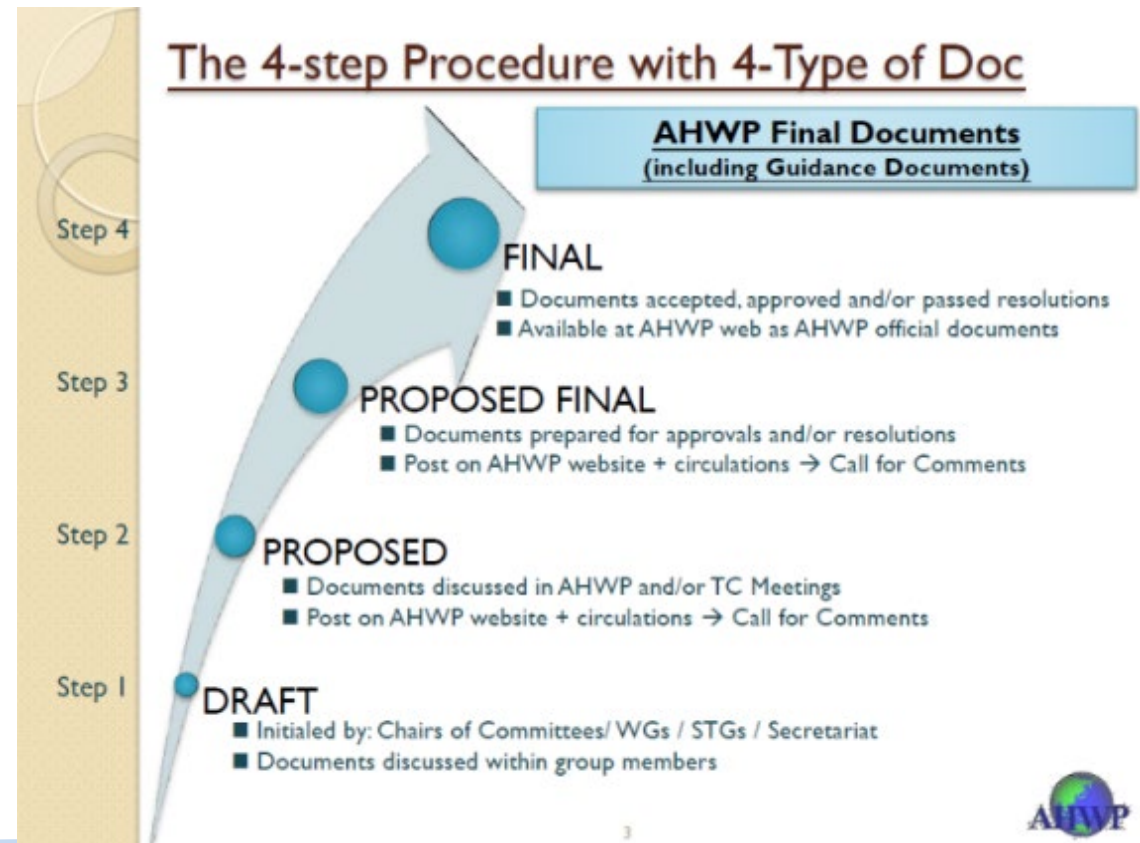 The 4-step Procedure with 4-Type of Doc
AHWP Final Documents
(including Guidance Documents)
Step 4
FINAL
■ Documents accepted, approved and/or passed resolutions
■ Available at AHWP web as AHWP official documents
Step 3
PROPOSED FINAL
■ Documents prepared for approvals and/or resolutions
■ Post on AHWP website + circulations → Call for Comments
Step 2
PROPOSED
■ Documents discussed in AHWP and/or TC Meetings
■ Post on AHWP website + circulations → Call for Comments
Step 1
DRAFT
■ Initialed by: Chairs of Committees/ WGs / STGs / Secretariat
■ Documents discussed within group members
3
AHWP